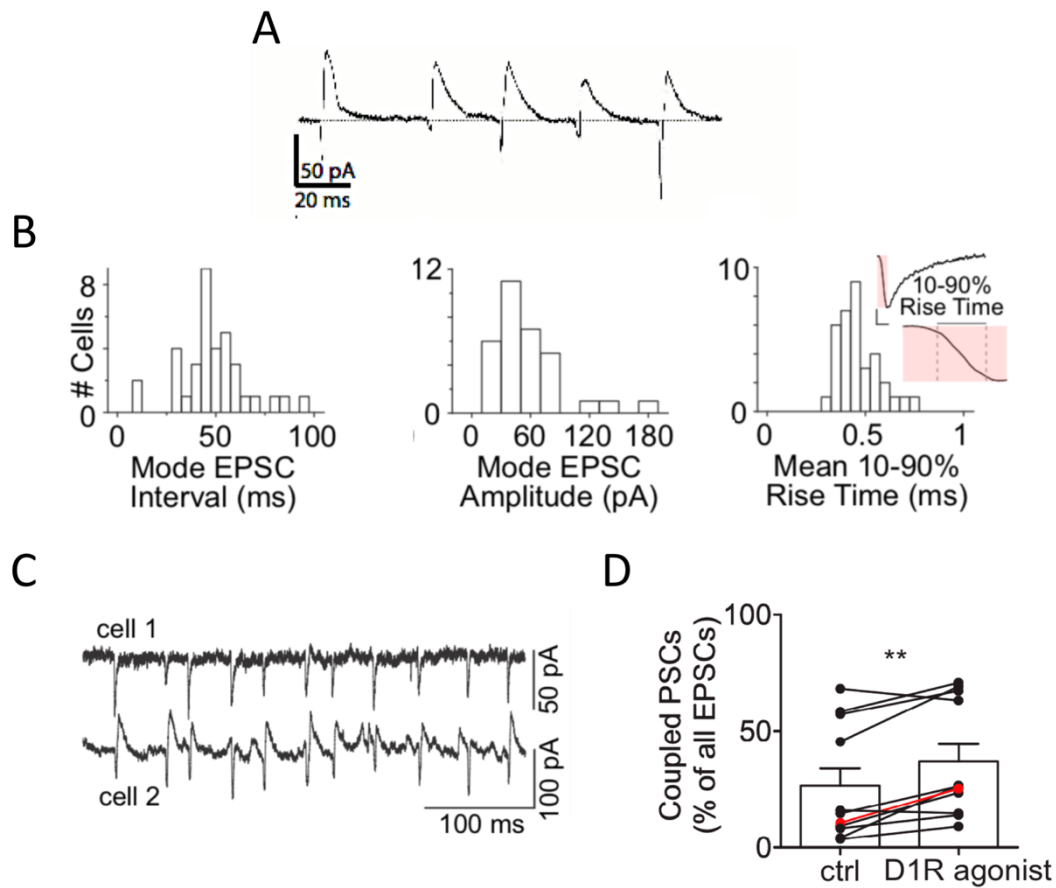 A
50 pA
20 ms
B
# Cells
8
0
0 50 100
Mode EPSC
Interval (ms)
12
0
0 60 120 180
Mode EPSC
Amplitude (pA)
10
0
0 0.5 1
Mean 10-90%
Rise Time (ms)
10-90%
Rise Time
C
cell 1
50 pA
cell 2
100 pA
100 ms
D
Coupled PSCs
(% of all EPSCs)
100
50
0
**
ctrl D1R agonist